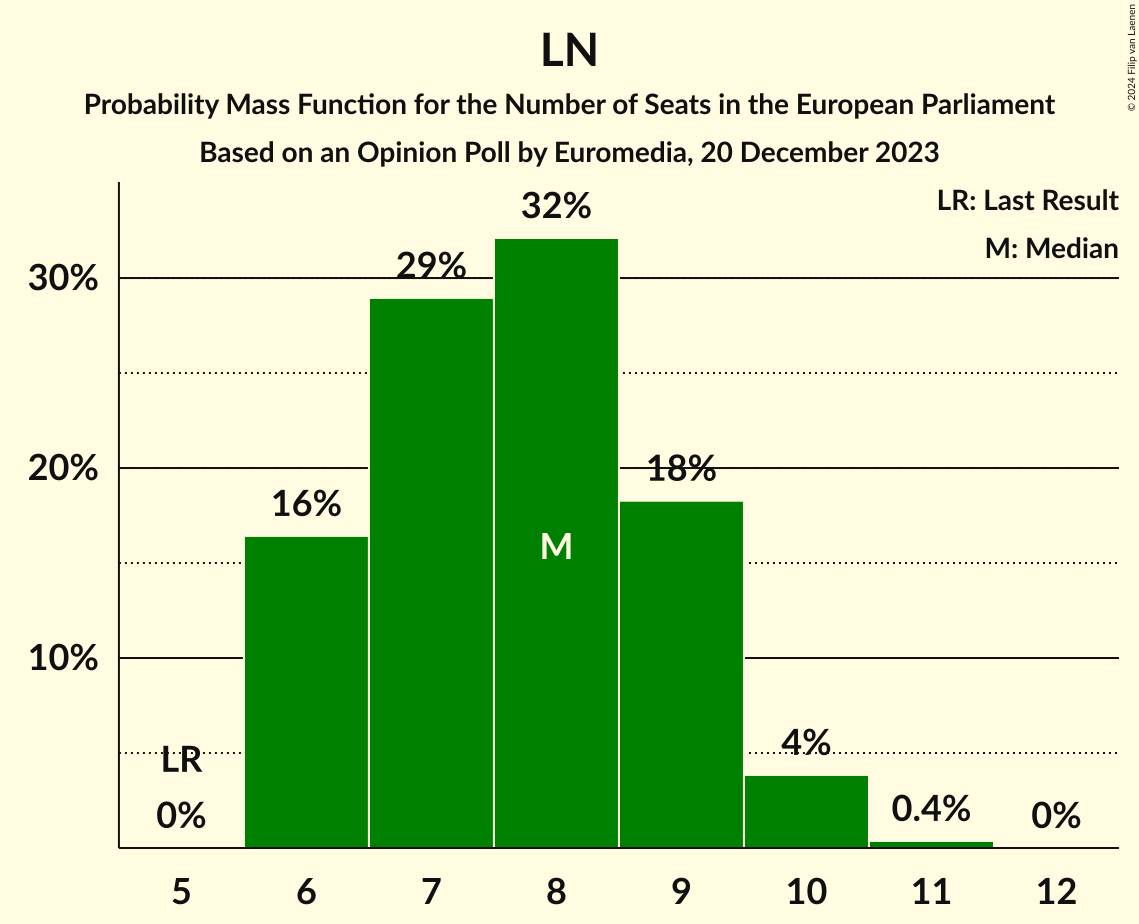 LN
Probability Mass Function for the Number of Seats in the European Parliament
Based on an Opinion Poll by Euromedia, 20 December 2023
© 2024 Filip van Laenen
LR: Last Result
M: Median
30%
20%
10%
LR
0%
16%
29%
32%
M
18%
4%
0.4%
0%
5 6 7 8 9 10 11 12